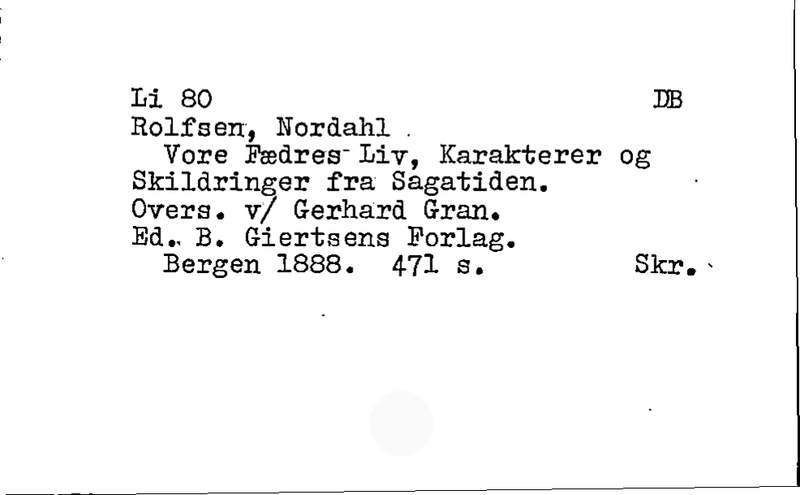 Li 80 DB
Rolfsen, Nordahl
Vore Fædres Liv, Karakterer og
Skildringer fra Sagatiden.
Overs. v/ Gerhard Gran.
Ed. B. Giertsens Forlag.
Bergen 1888. 471 s. Skr.